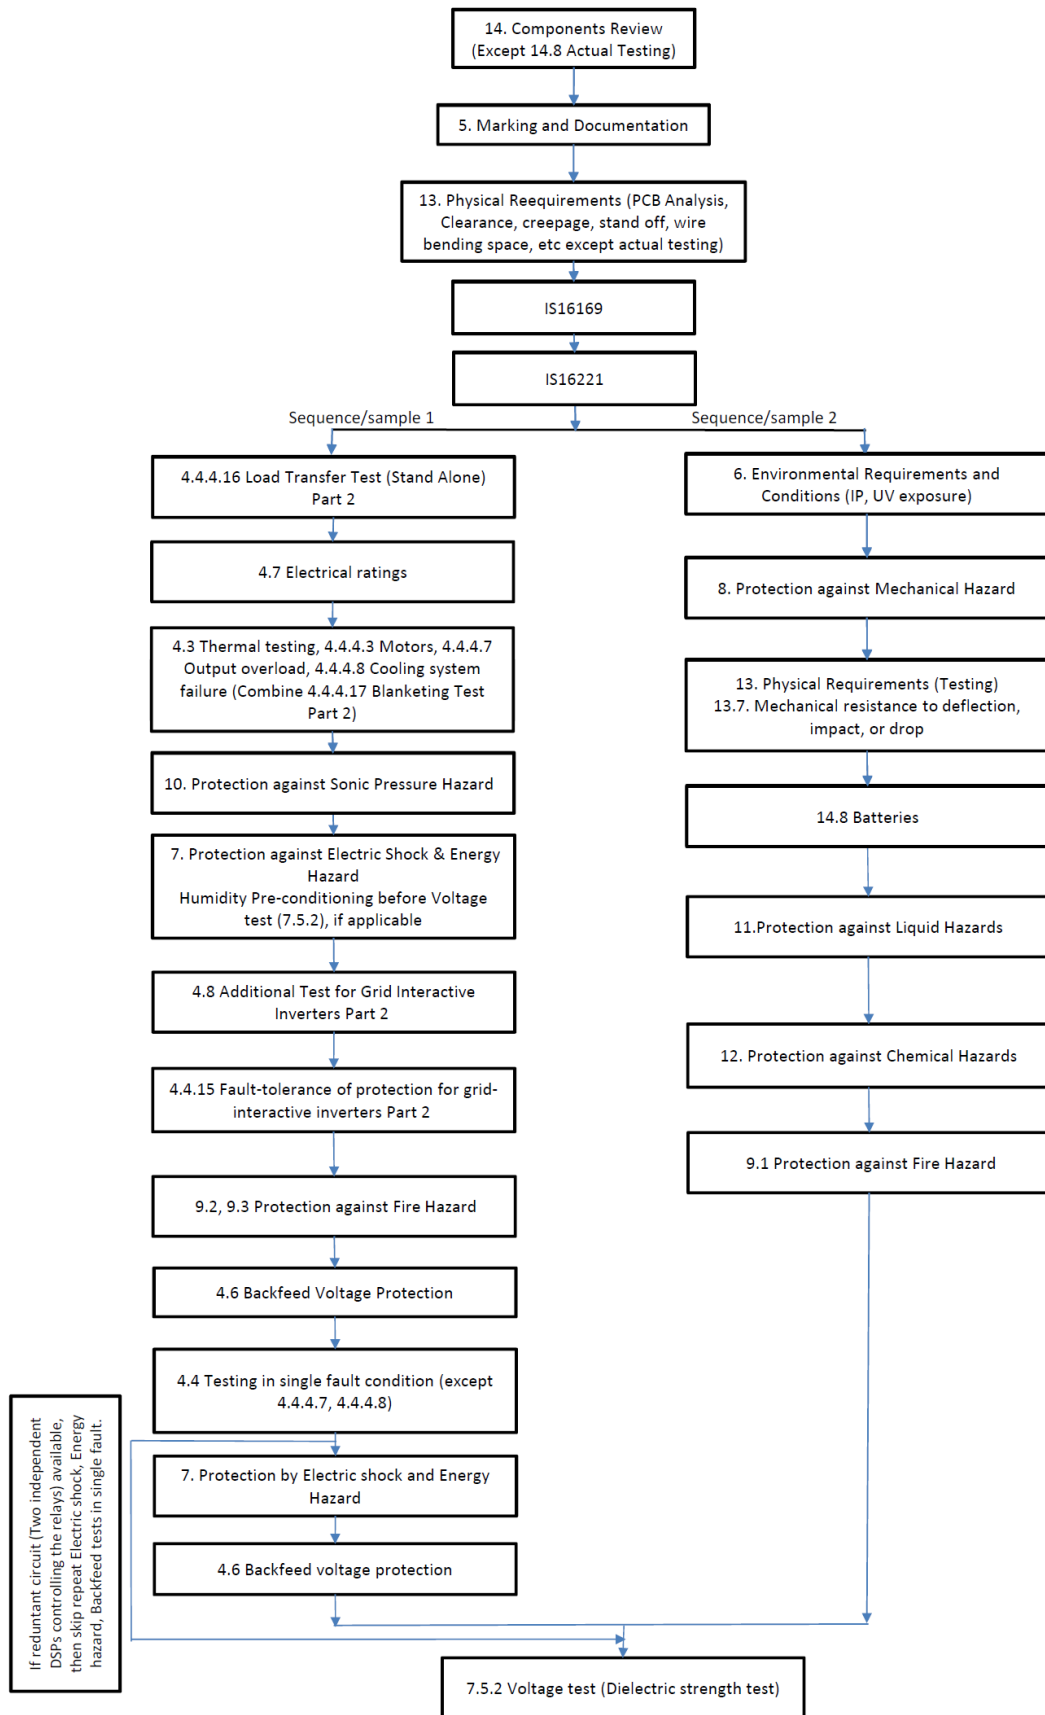 14. Components Review
(Except 14.8 Actual Testing)
5. Marking and Documentation
13. Physical Reequirements (PCB Analysis,
Clearance, creepage, stand off, wire
bending space, etc except actual testing)
IS16169
IS16221
Sequence/sample 1
Sequence/sample 2
4.4.4.16 Load Transfer Test (Stand Alone)
Part 2
4.7 Electrical ratings
4.3 Thermal testing, 4.4.4.3 Motors, 4.4.4.7
Output overload, 4.4.4.8 Cooling system
failure (Combine 4.4.4.17 Blanketing Test
Part 2)
10. Protection against Sonic Pressure Hazard
7. Protection against Electric Shock & Energy
Hazard
Humidity Pre-conditioning before Voltage
test (7.5.2), if applicable
4.8 Additional Test for Grid Interactive
Inverters Part 2
4.4.15 Fault-tolerance of protection for grid-
interactive inverters Part 2
9.2, 9.3 Protection against Fire Hazard
4.6 Backfeed Voltage Protection
4.4 Testing in single fault condition (except
4.4.4.7, 4.4.4.8)
7. Protection by Electric shock and Energy
Hazard
4.6 Backfeed voltage protection
If reduntant circuit (Two independent
DSPs controlling the relays) available,
then skip repeat Electric shock, Energy
hazard, Backfeed tests in single fault.
6. Environmental Requirements and
Conditions (IP, UV exposure)
8. Protection against Mechanical Hazard
13. Physical Requirements (Testing)
13.7. Mechanical resistance to deflection,
impact, or drop
14.8 Batteries
11.Protection against Liquid Hazards
12. Protection against Chemical Hazards
9.1 Protection against Fire Hazard
7.5.2 Voltage test (Dielectric strength test)